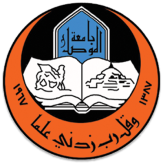 جامعة
الموصل
١٣٨٧
١٩٦٧
وقل رب زدني علما